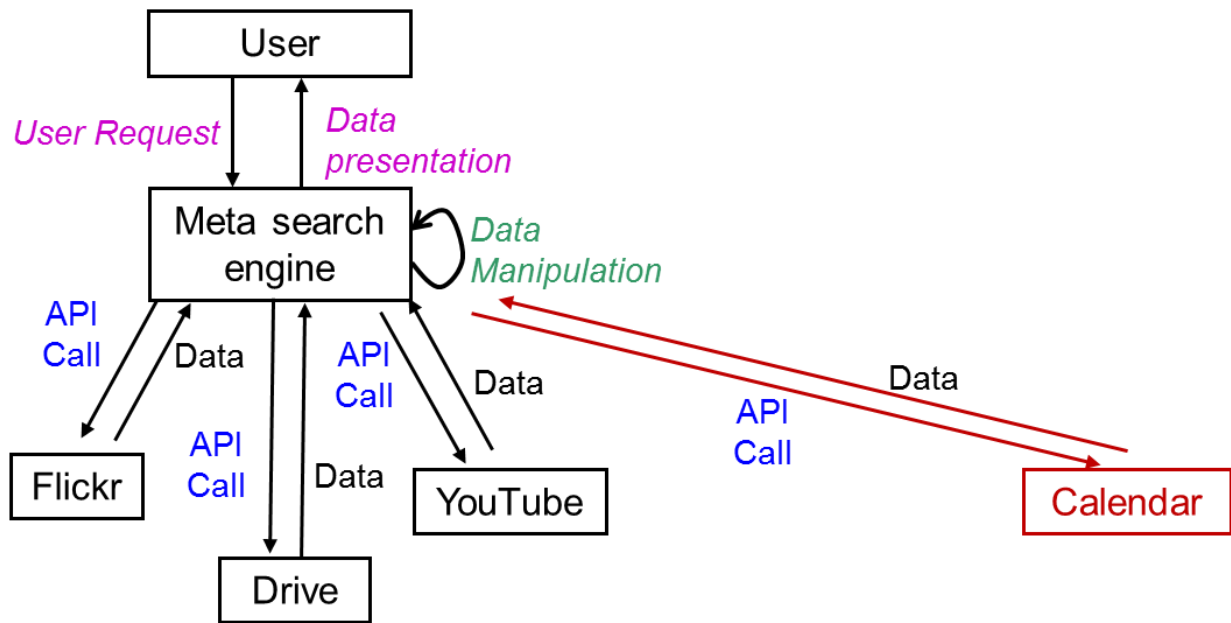 User
User Request
Data
presentation
Meta search
engine
Data
Manipulation
API
Call
Data
API
Call
Data
API
Call
Data
Data
API
Call
Flickr
YouTube
Calendar
Drive